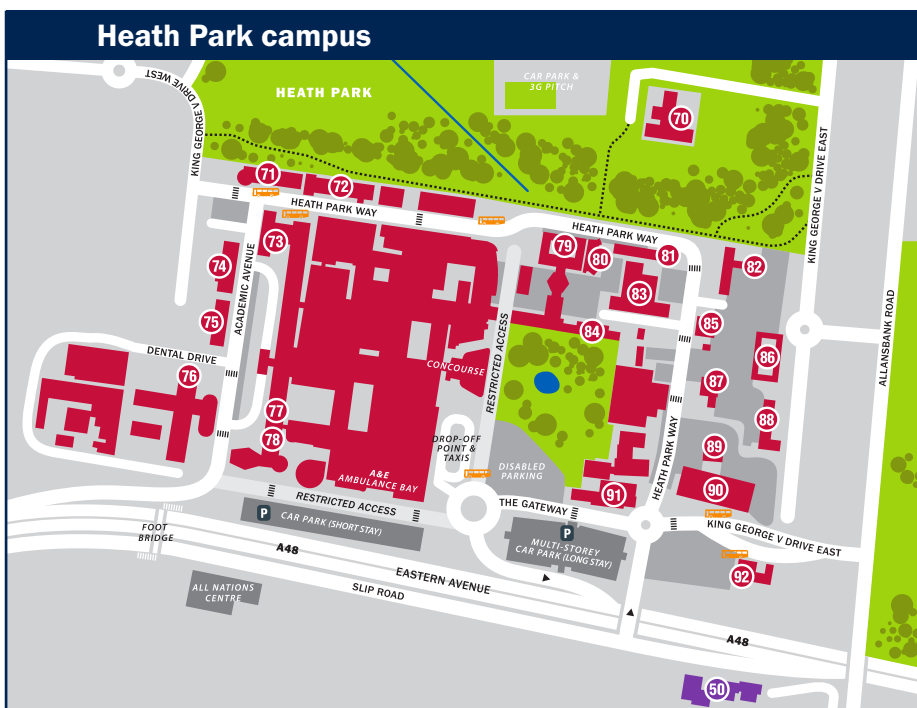 Heath Park campus
KING GEORGE V DRIVE WEST
HEATH PARK
CAR PARK &
3G PITCH
70
KING GEORGE V DRIVE EAST
KING GEORGE V DRIVE WEST
71
72
HEATH PARK WAY
73
74
75
ACADEMIC AVENUE
HEATH PARK WAY
79
80
81
82
83
84
85
86
87
88
89
90
91
92
ALLANSBANK ROAD
DENTAL DRIVE
76
77
78
CONCOURSE
RESTRICTED ACCESS
HEATH PARK WAY
DROP-OFF
POINT &
TAXIS
DISABLED
PARKING
A&E
AMBULANCE BAY
RESTRICTED ACCESS
THE GATEWAY
P
CAR PARK (SHORT STAY)
P
MULTI-STOREY
CAR PARK (LONG STAY)
KING GEORGE V DRIVE EAST
FOOT
BRIDGE
A48
EASTERN AVENUE
SLIP ROAD
ALL NATIONS
CENTRE
A48
50